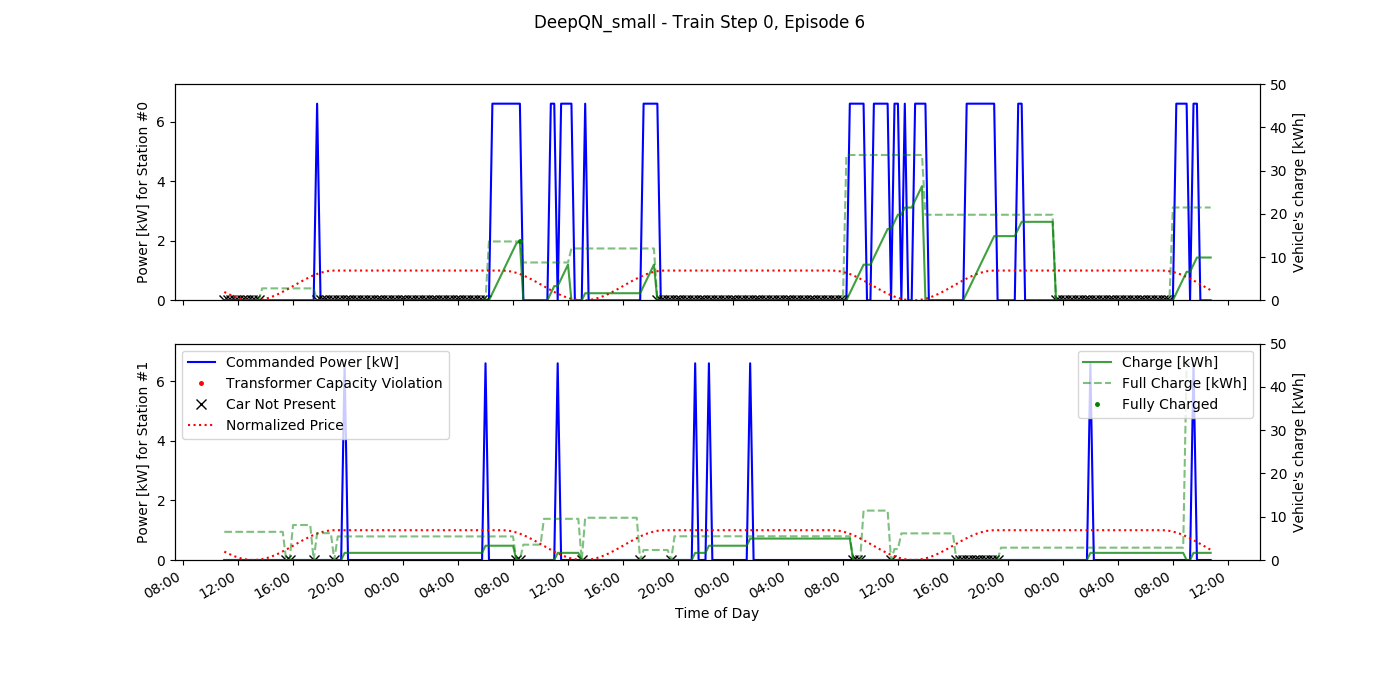 DeepQN_small - Train Step 0, Episode 6
Power [kW] for Station #0
6
4
2
0
50
40
30
20
10
0
Vehicle's charge [kWh]
Power [kW] for Station #1
6
4
2
0
Commanded Power [kW]
Transformer Capacity Violation
Car Not Present
Normalized Price
Charge [kWh]
Full Charge [kWh]
Fully Charged
50
40
30
20
10
0
Vehicle's charge [kWh]
08:00 12:00 16:00 20:00 00:00 04:00 08:00 12:00 16:00 20:00 00:00 04:00 08:00 12:00 16:00 20:00 00:00 04:00 08:00 12:00
Time of Day